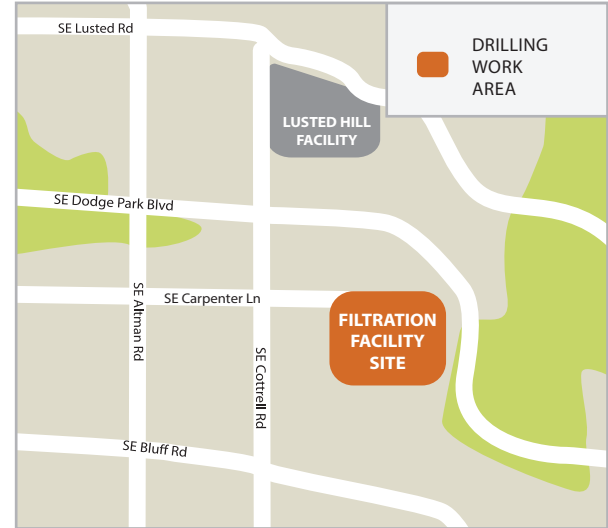 SE Lusted Rd
DRILLING
WORK
AREA
LUSTED HILL
FACILITY
SE Dodge Park Blvd
SE Carpenter Ln
SE Altman Rd
FILTRATION
FACILITY
SITE
SE Cottrell Rd
SE Bluff Rd